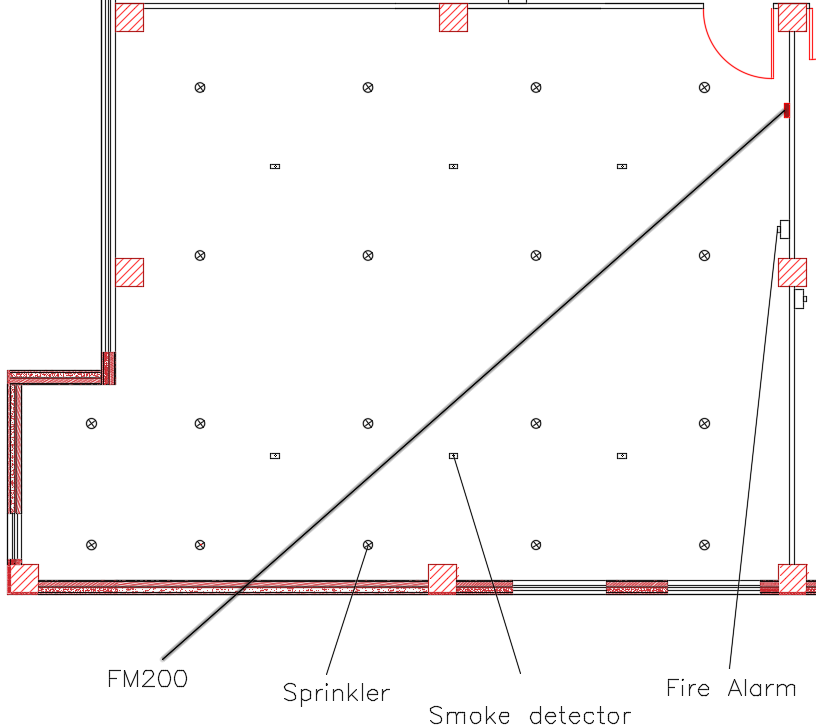 FM200
Sprinkler
Smoke detector
Fire Alarm